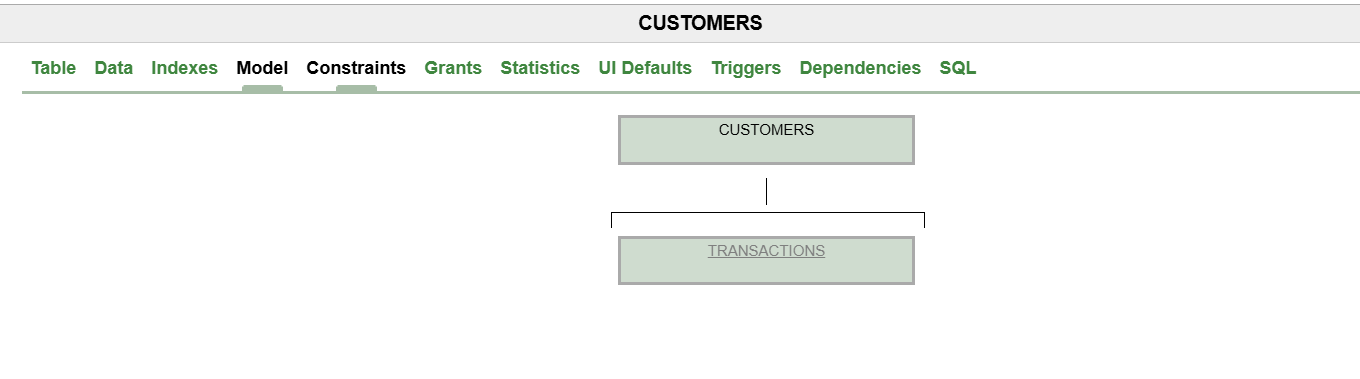 CUSTOMERS
Table Data Indexes Model Constraints Grants Statistics UI Defaults Triggers Dependencies SQL
CUSTOMERS
TRANSACTIONS